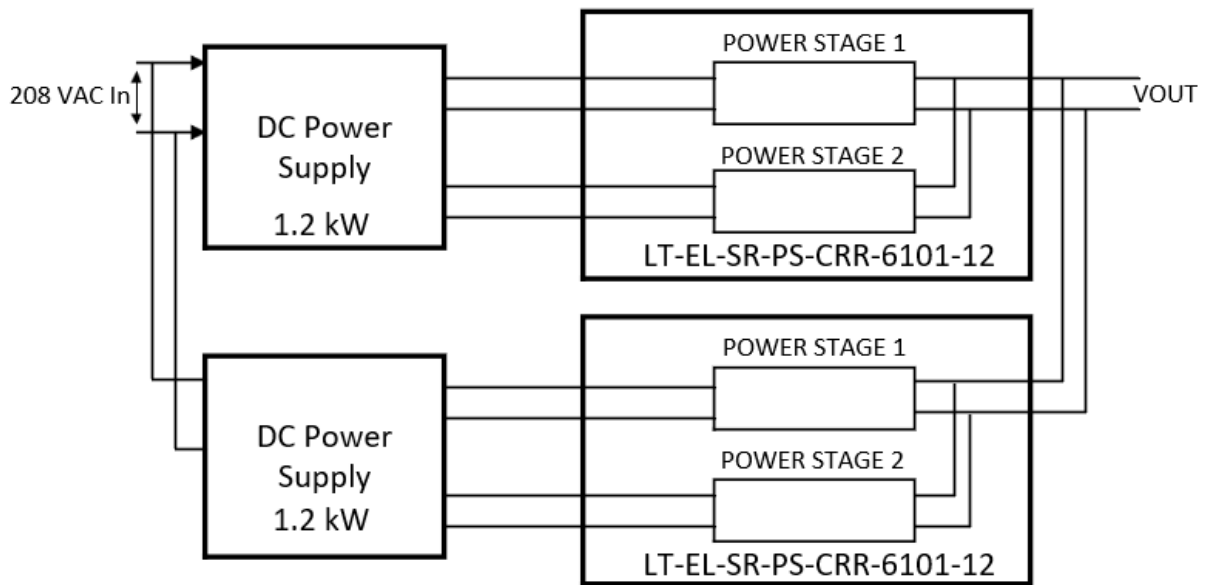 208 VAC In
DC Power
Supply
1.2 kW
POWER STAGE 1
POWER STAGE 2
LT-EL-SR-PS-CRR-6101-12
VOUT
DC Power
Supply
1.2 kW
POWER STAGE 1
POWER STAGE 2
LT-EL-SR-PS-CRR-6101-12